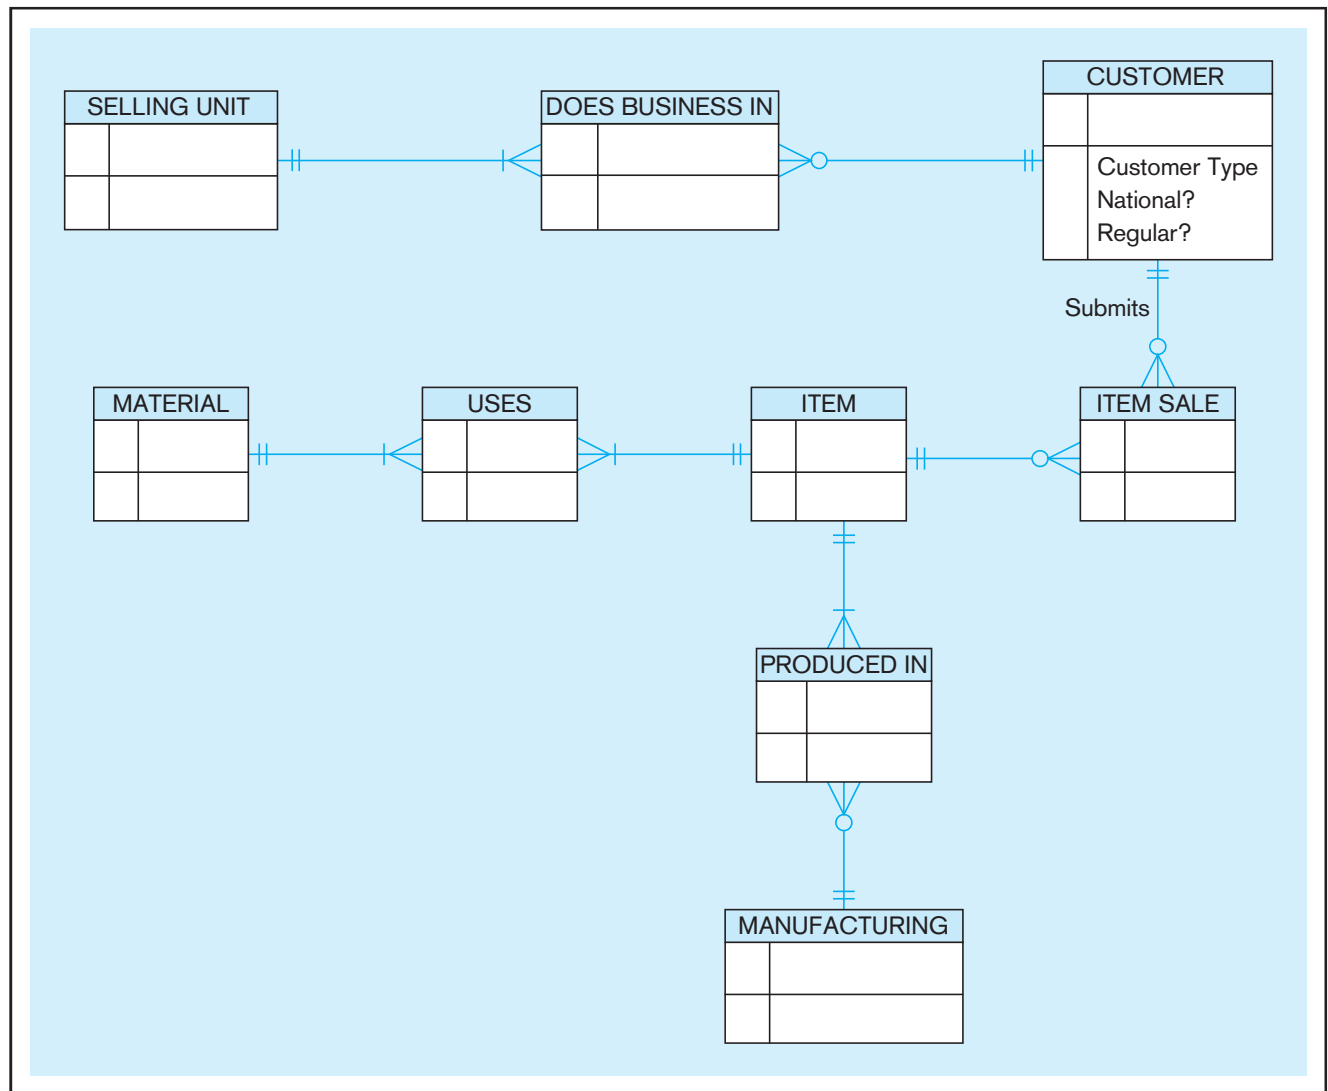 SELLING UNIT
DOES BUSINESS IN
CUSTOMER
Customer Type
National?
Regular?
Submits
MATERIAL
USES
ITEM
ITEM SALE
PRODUCED IN
MANUFACTURING